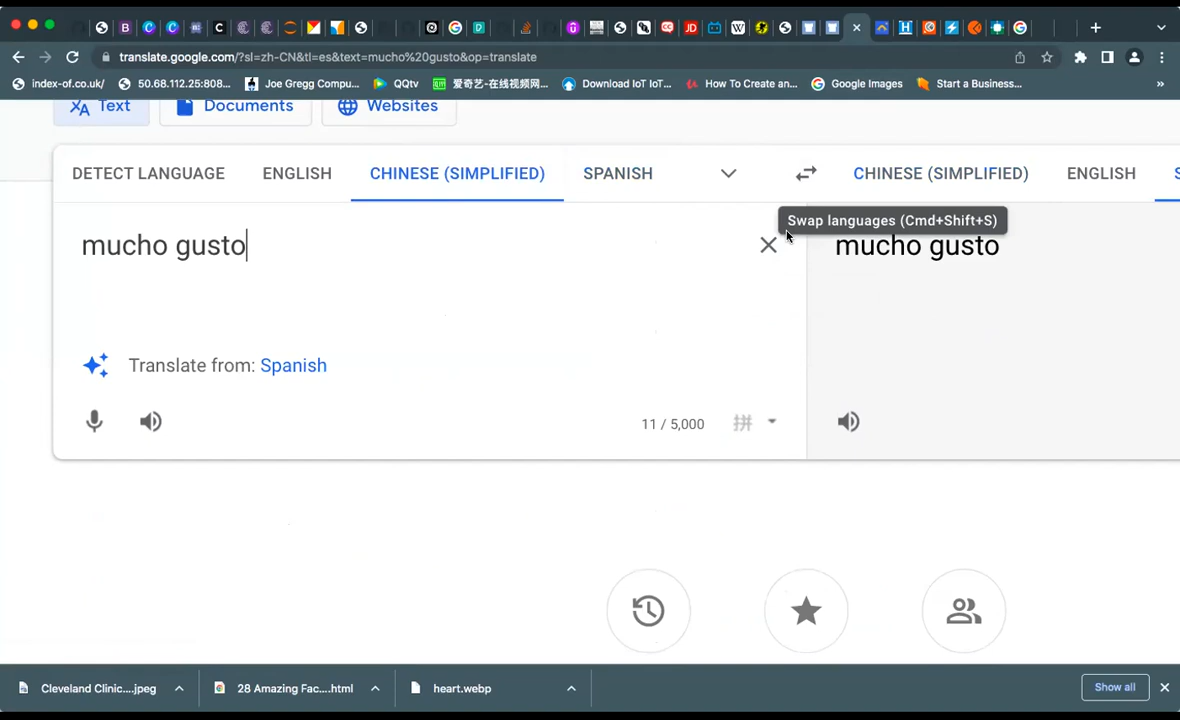 translate.google.com/?sl=zh-CN&tl=es&text=mucho%20gusto&op=translate
index-of.co.uk/ 50.68.112.25:808... Joe Gregg Compu... QQtv 爱奇艺-在线视频网... Download IoT IoT... How To Create an... Google Images Start a Business... »
Text Documents Websites
DETECT LANGUAGE ENGLISH CHINESE (SIMPLIFIED) SPANISH CHINESE (SIMPLIFIED) ENGLISH
Swap languages (Cmd+Shift+S)
mucho gusto mucho gusto
Translate from: Spanish
11 / 5,000 拼
Cleveland Clinic....jpeg 28 Amazing Fac....html heart.webp Show all